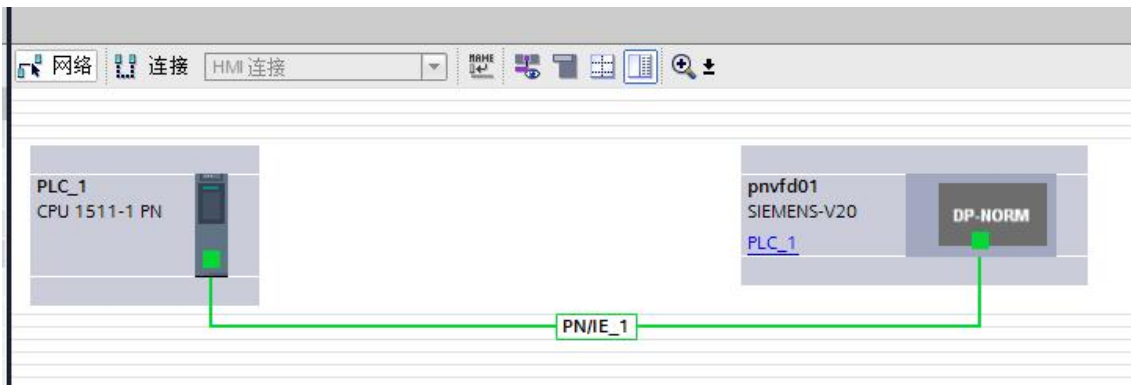 网络 连接 HMI 连接 NAME
PLC_1
CPU 1511-1 PN
pnvfd01
SIEMENS-V20
PLC_1
DP-NORM
PN/IE_1